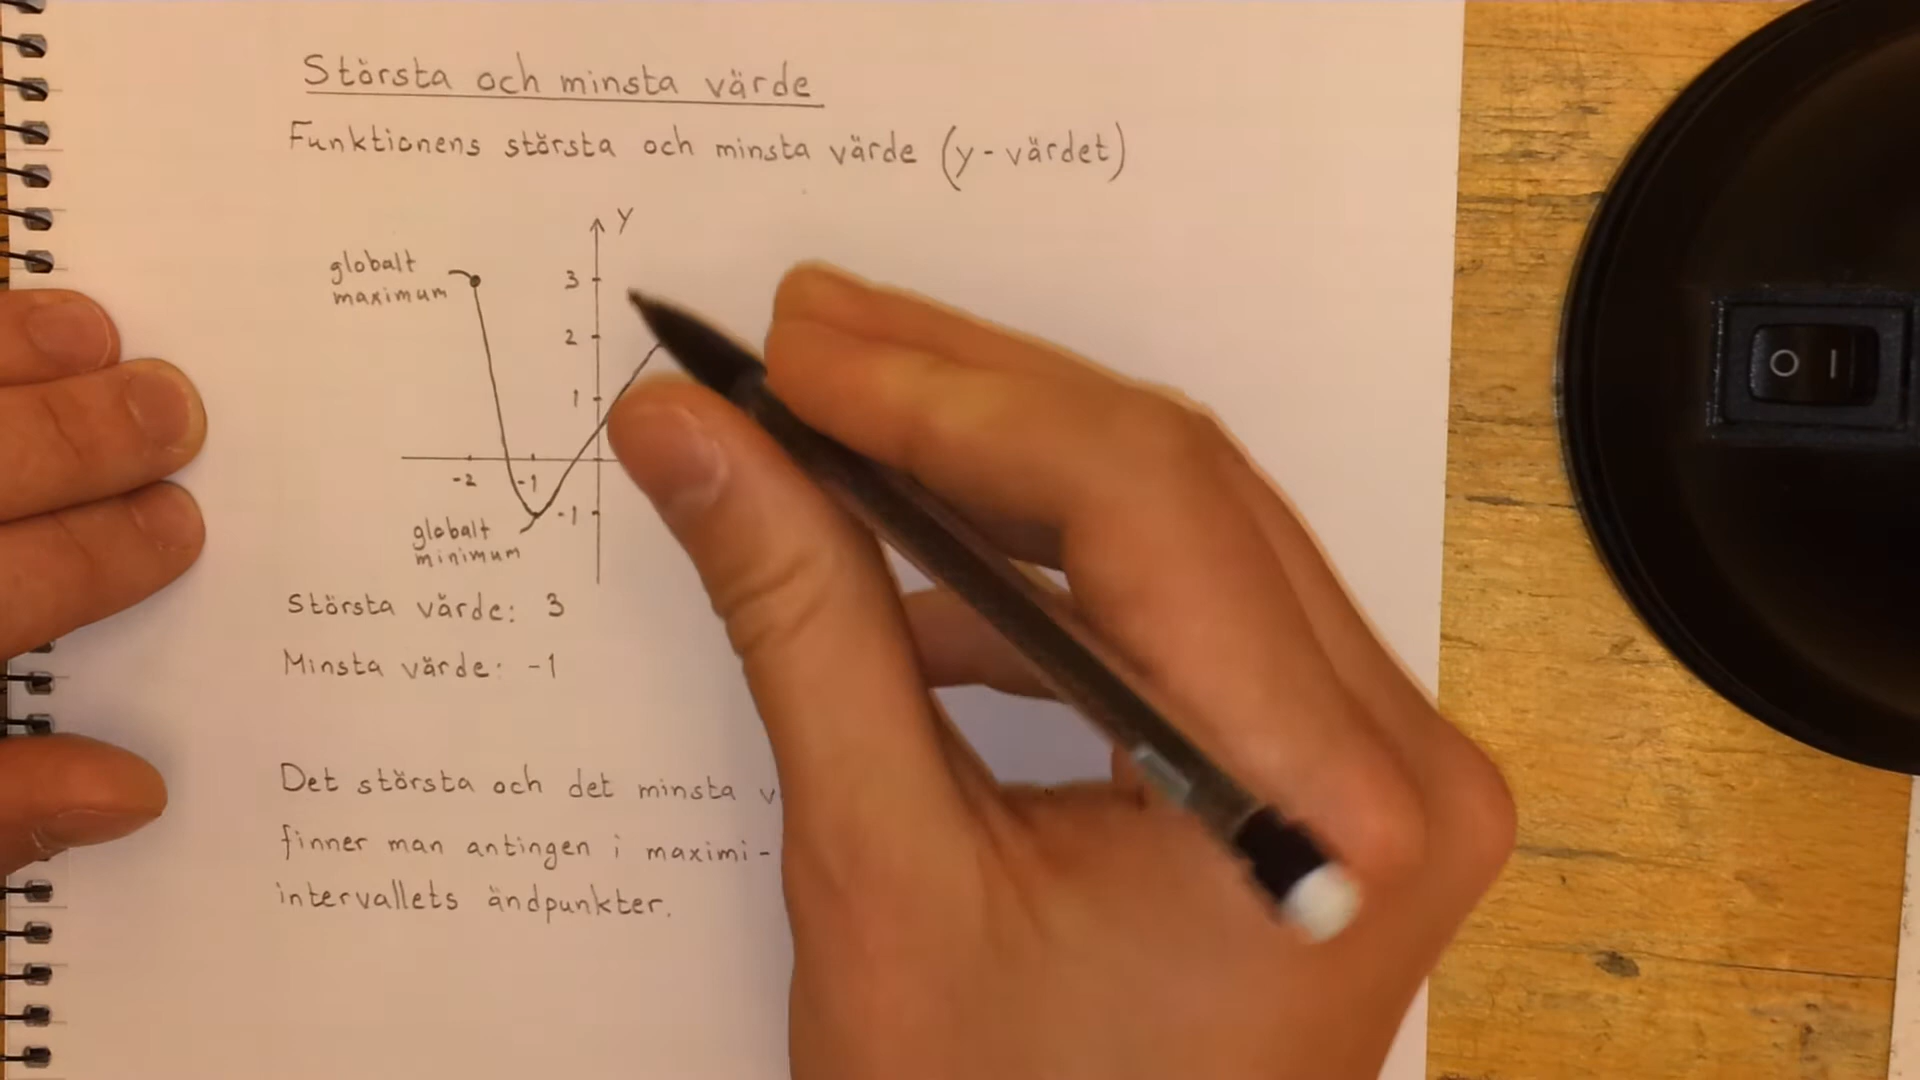 Största och minsta värde
Funktionens största och minsta värde (y-värdet)
y
globalt
maximum
3
2
1
-2
-1
-1
globalt
minimum
Största värde: 3
Minsta värde: -1
Det största och det minsta
finner man antingen i maximi-
intervallets ändpunkter.
O I